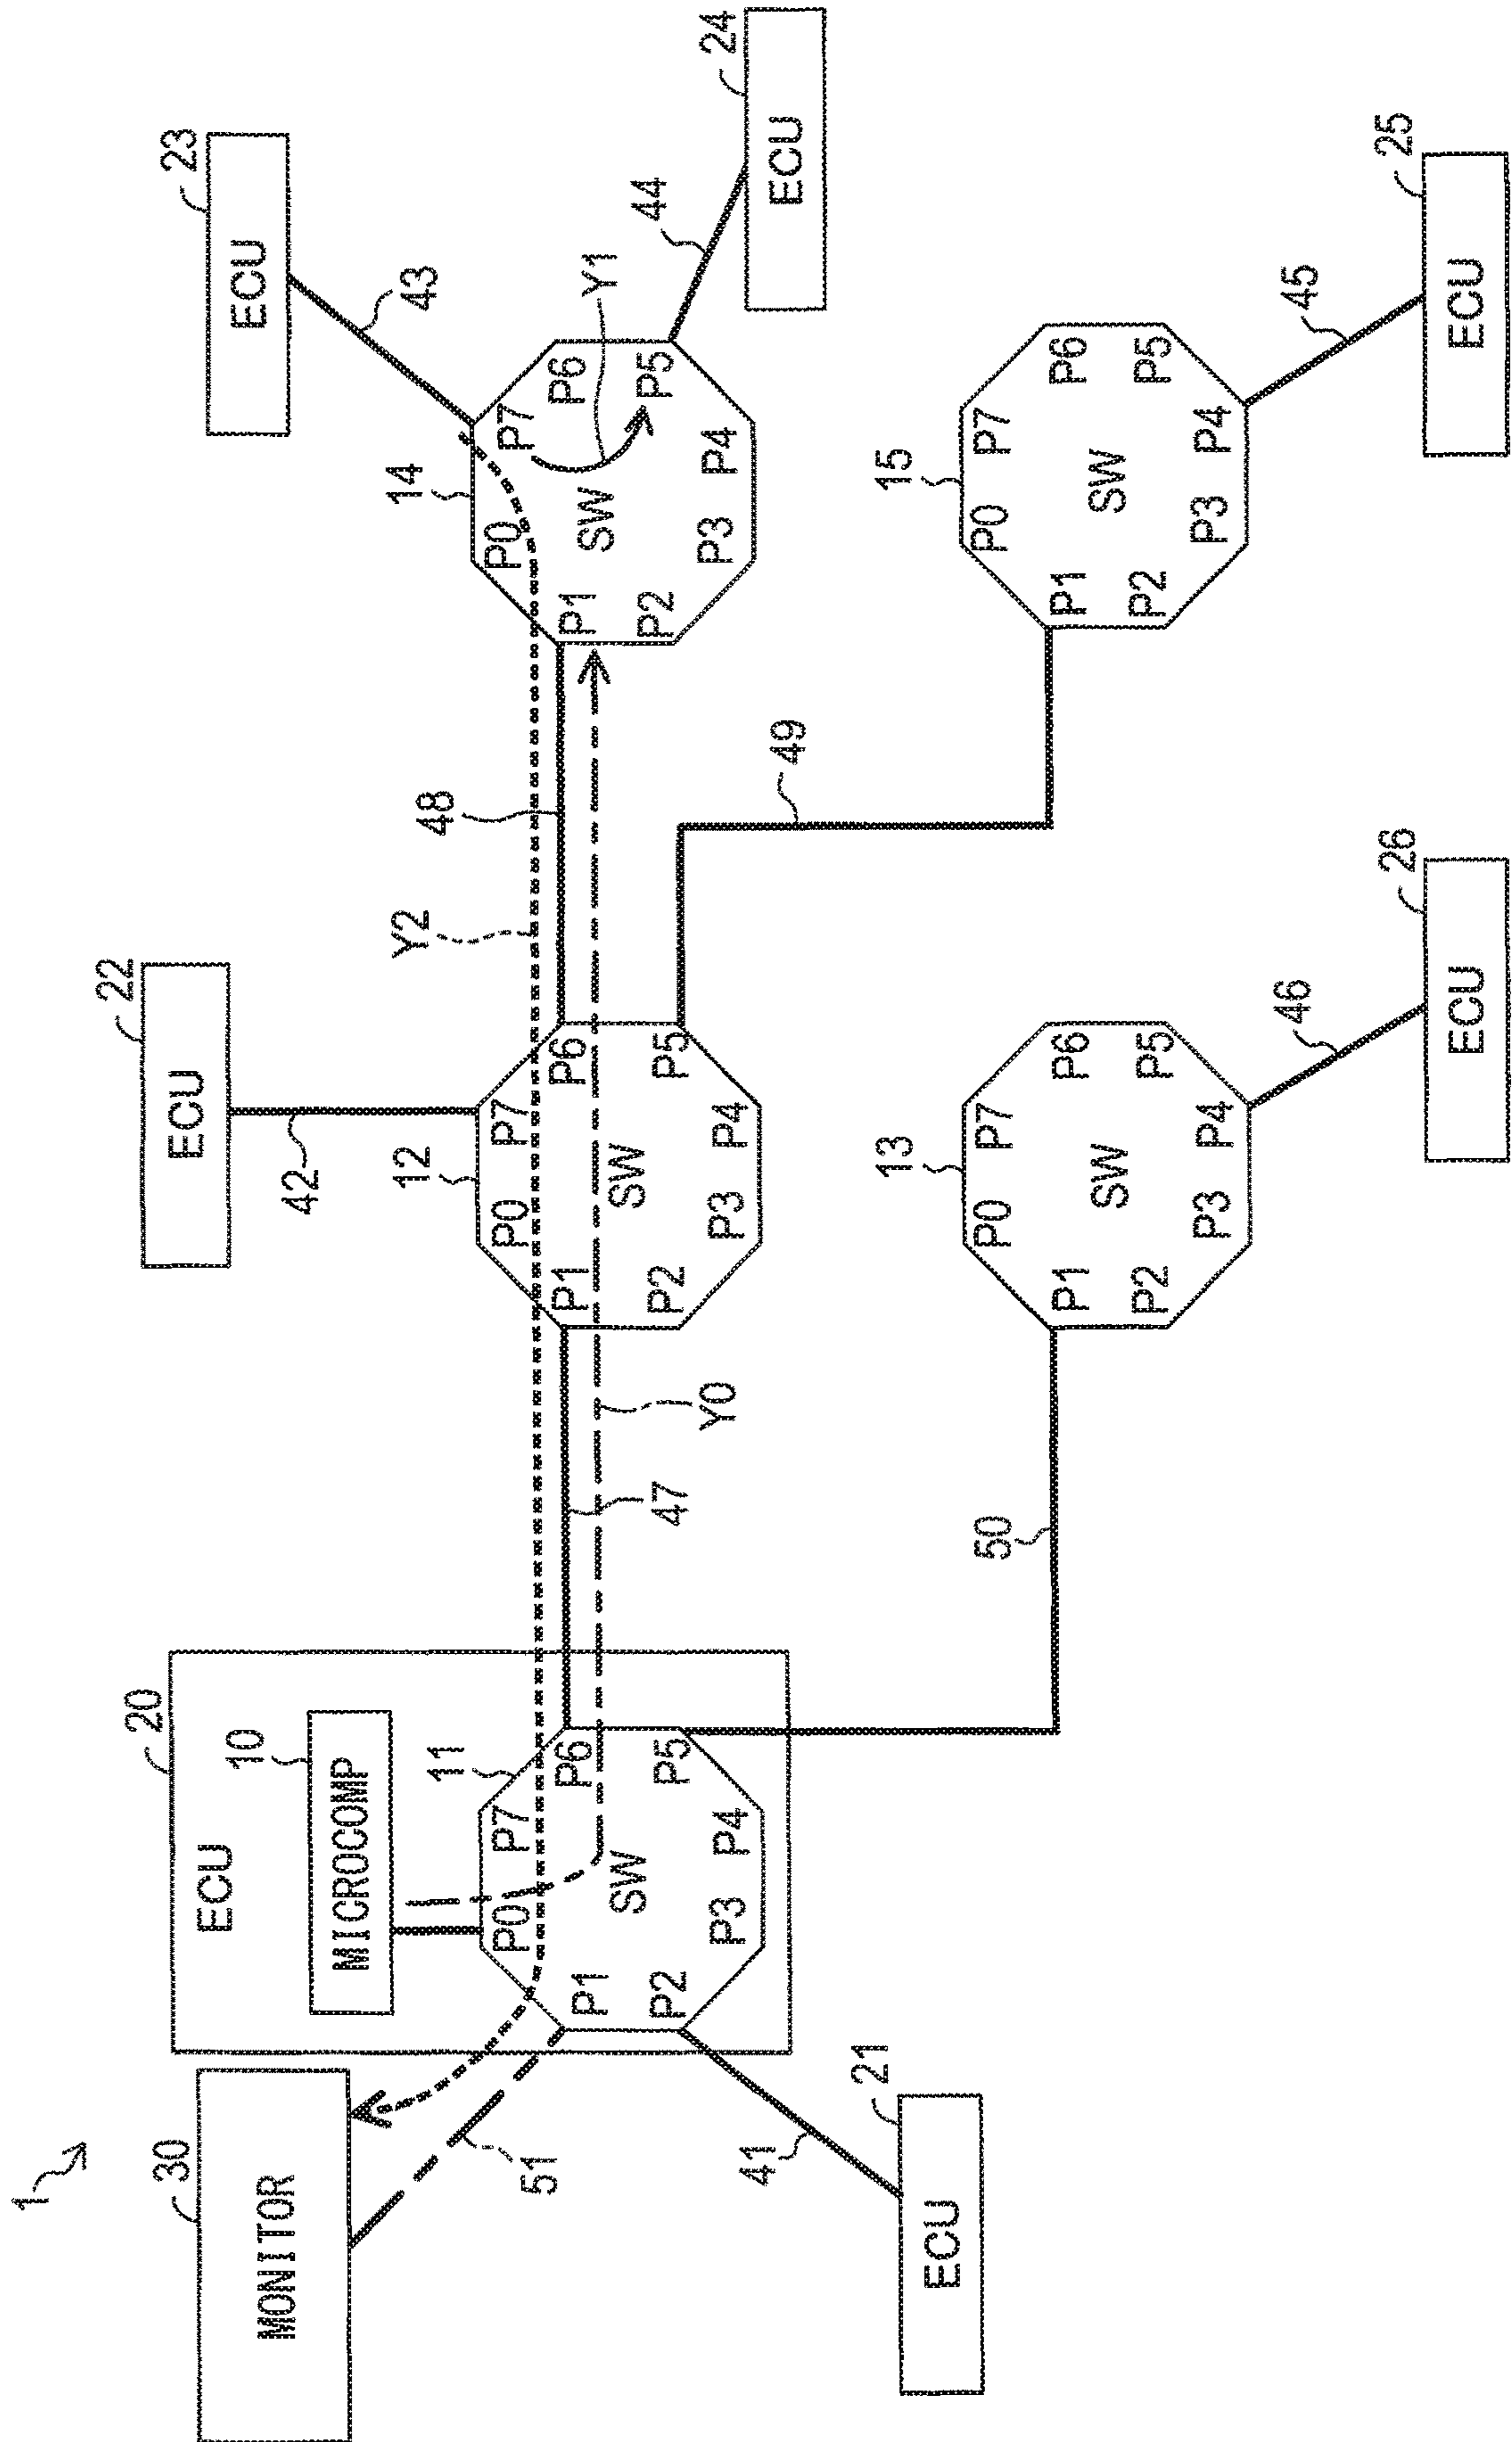 1
30
MONITOR
51
20
ECU
10
MICROCOMP
11
P0
P7
P1
P6
SW
P2
P5
P3
P4
41
21
ECU
47
Y0
50
22
ECU
42
12
P0
P7
P1
P6
SW
P2
P5
P3
P4
13
P0
P7
P1
P6
SW
P2
P5
P3
P4
46
26
ECU
Y2
48
49
23
ECU
43
14
P0
P7
P1
P6
SW
P2
P5
P3
P4
Y1
44
24
ECU
15
P0
P7
P1
P6
SW
P2
P5
P3
P4
45
25
ECU